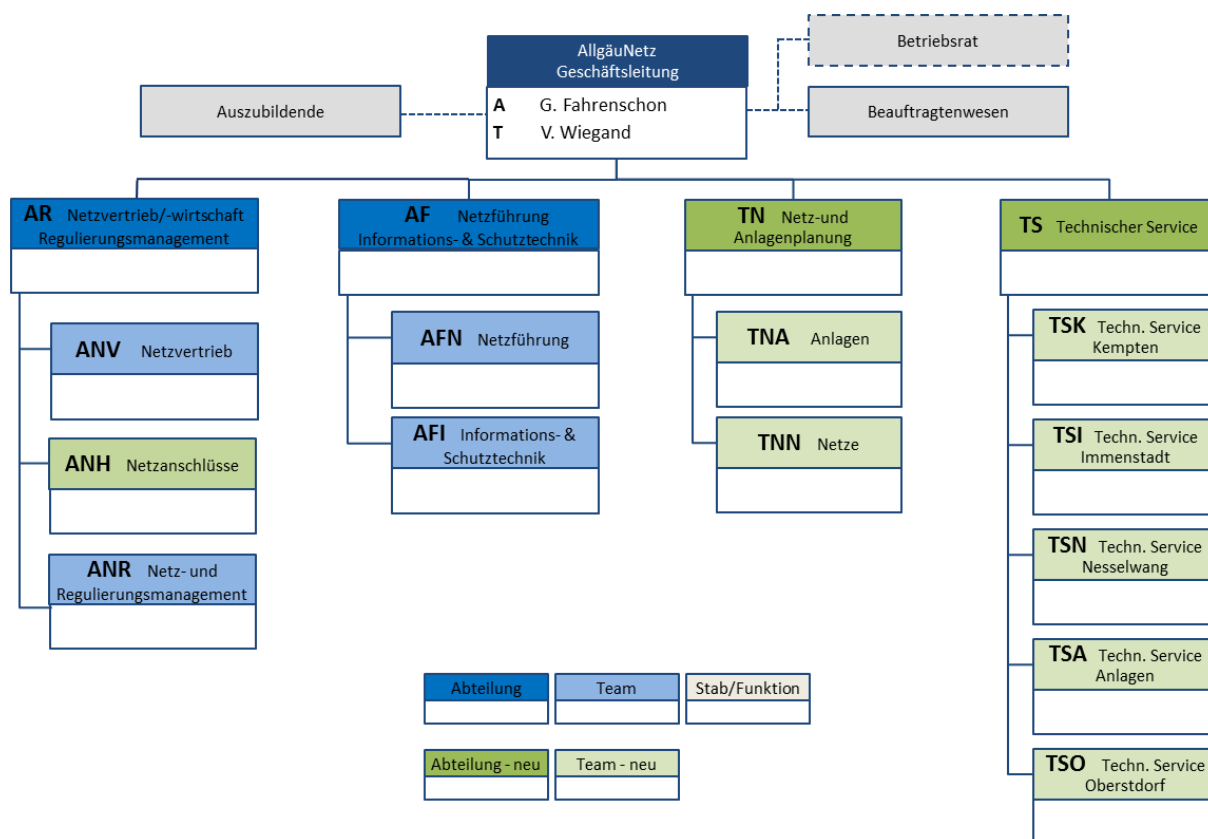 AllgäuNetz
Geschäftsleitung
A G. Fahrenschon
T V. Wiegand
Betriebsrat
Auszubildende
Beauftragtenwesen
AR Netzvertrieb/-wirtschaft
Regulierungsmanagement
AF Netzführung
Informations- & Schutztechnik
TN Netz-und
Anlagenplanung
TS Technischer Service
ANV Netzvertrieb
ANH Netzanschlüsse
ANR Netz- und
Regulierungsmanagement
AFN Netzführung
AFI Informations- &
Schutztechnik
TNA Anlagen
TNN Netze
TSK Techn. Service
Kempten
TSI Techn. Service
Immenstadt
TSN Techn. Service
Nesselwang
TSA Techn. Service
Anlagen
TSO Techn. Service
Oberstdorf
Abteilung
Team
Stab/Funktion
Abteilung - neu
Team - neu